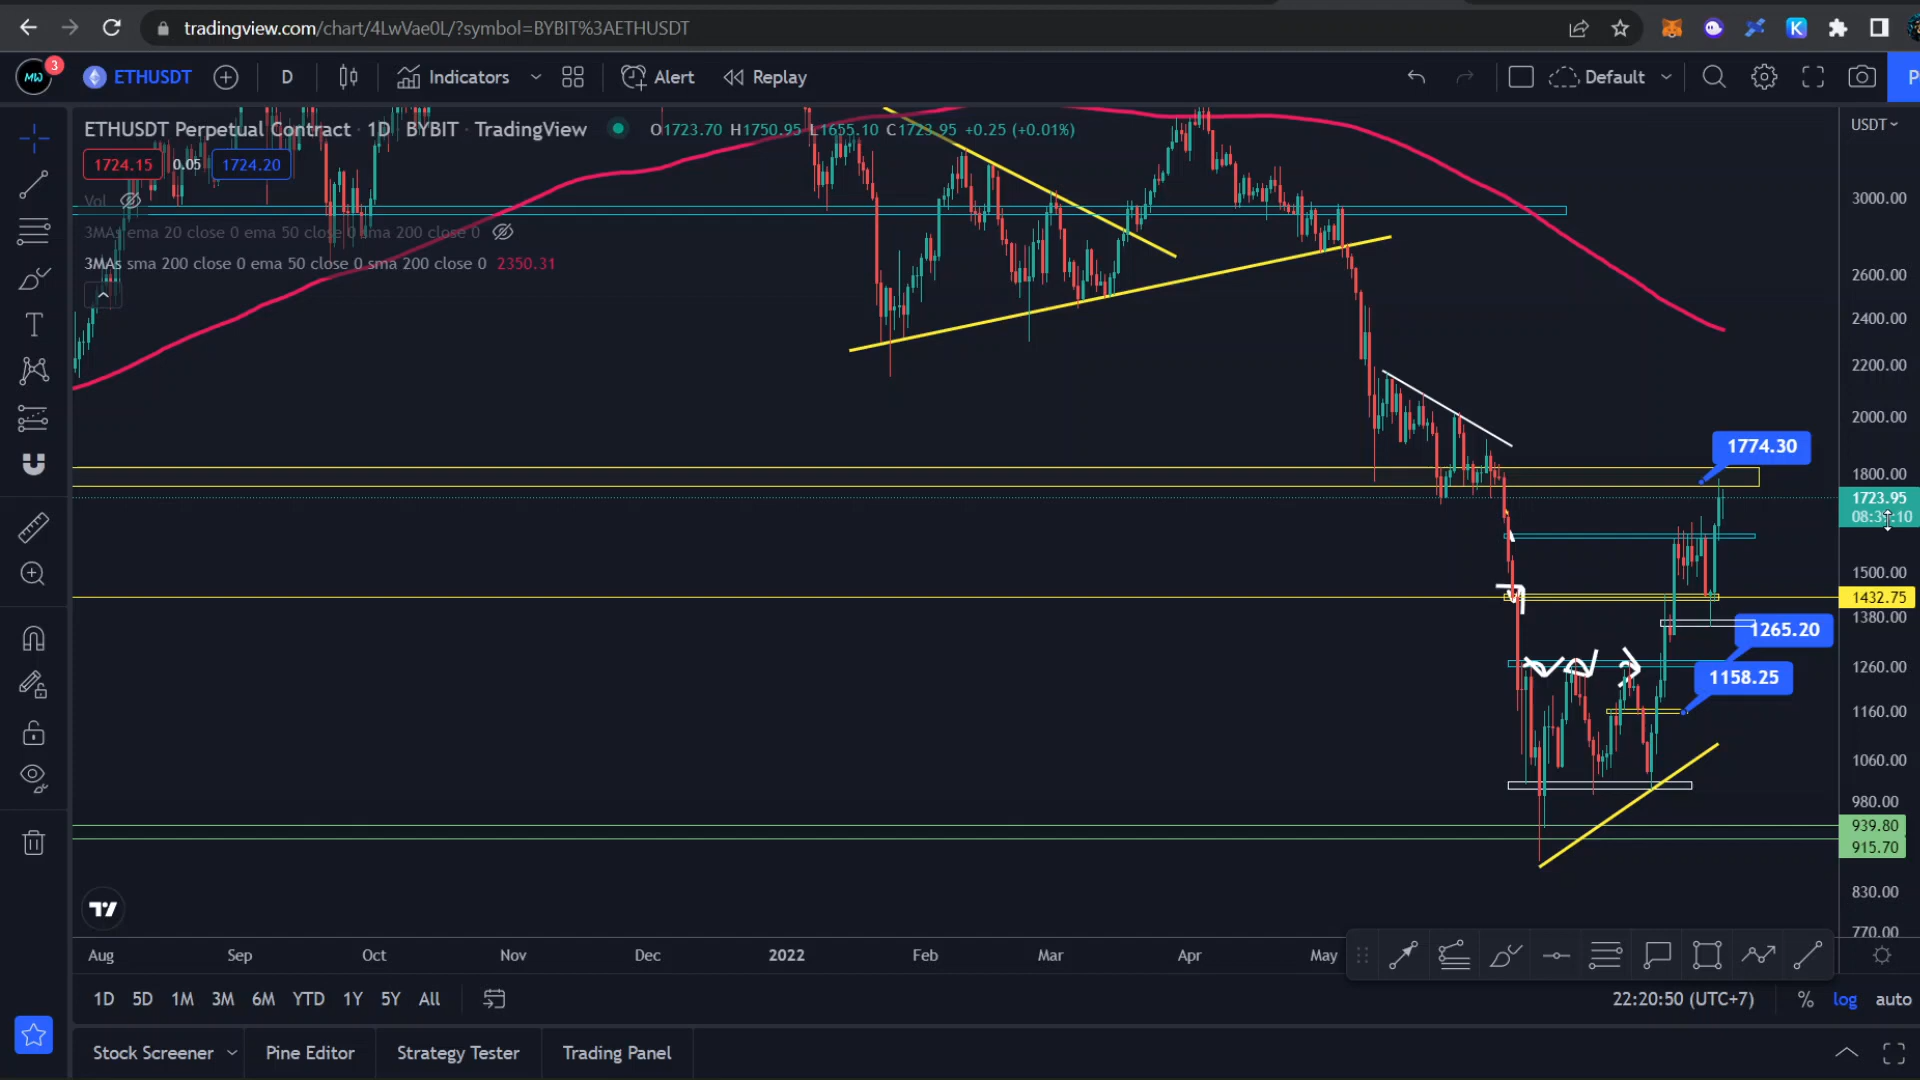 tradingview.com/chart/4LwVae0L/?symbol=BYBIT%3AETHUSDT
MW 3 ETHUSDT D Indicators Alert Replay Default
ETHUSDT Perpetual Contract · 1D · BYBIT · TradingView O1723.70 H1750.95 L1655.10 C1723.95 +0.25 (+0.01%)
USDT
1724.15 0.05 1724.20
Vol
3MAs ema 20 close 0 ema 50 close 0 sma 200 close 0
3MAs sma 200 close 0 ema 50 close 0 sma 200 close 0 2350.31
3000.00
2600.00
2400.00
2200.00
2000.00
1774.30
1800.00
1723.95
1500.00
1432.75
1380.00
1265.20
1260.00
1158.25
1160.00
1060.00
980.00
939.80
915.70
830.00
770.00
Aug Sep Oct Nov Dec 2022 Feb Mar Apr May
1D 5D 1M 3M 6M YTD 1Y 5Y All 22:20:50 (UTC+7) % log auto
Stock Screener Pine Editor Strategy Tester Trading Panel